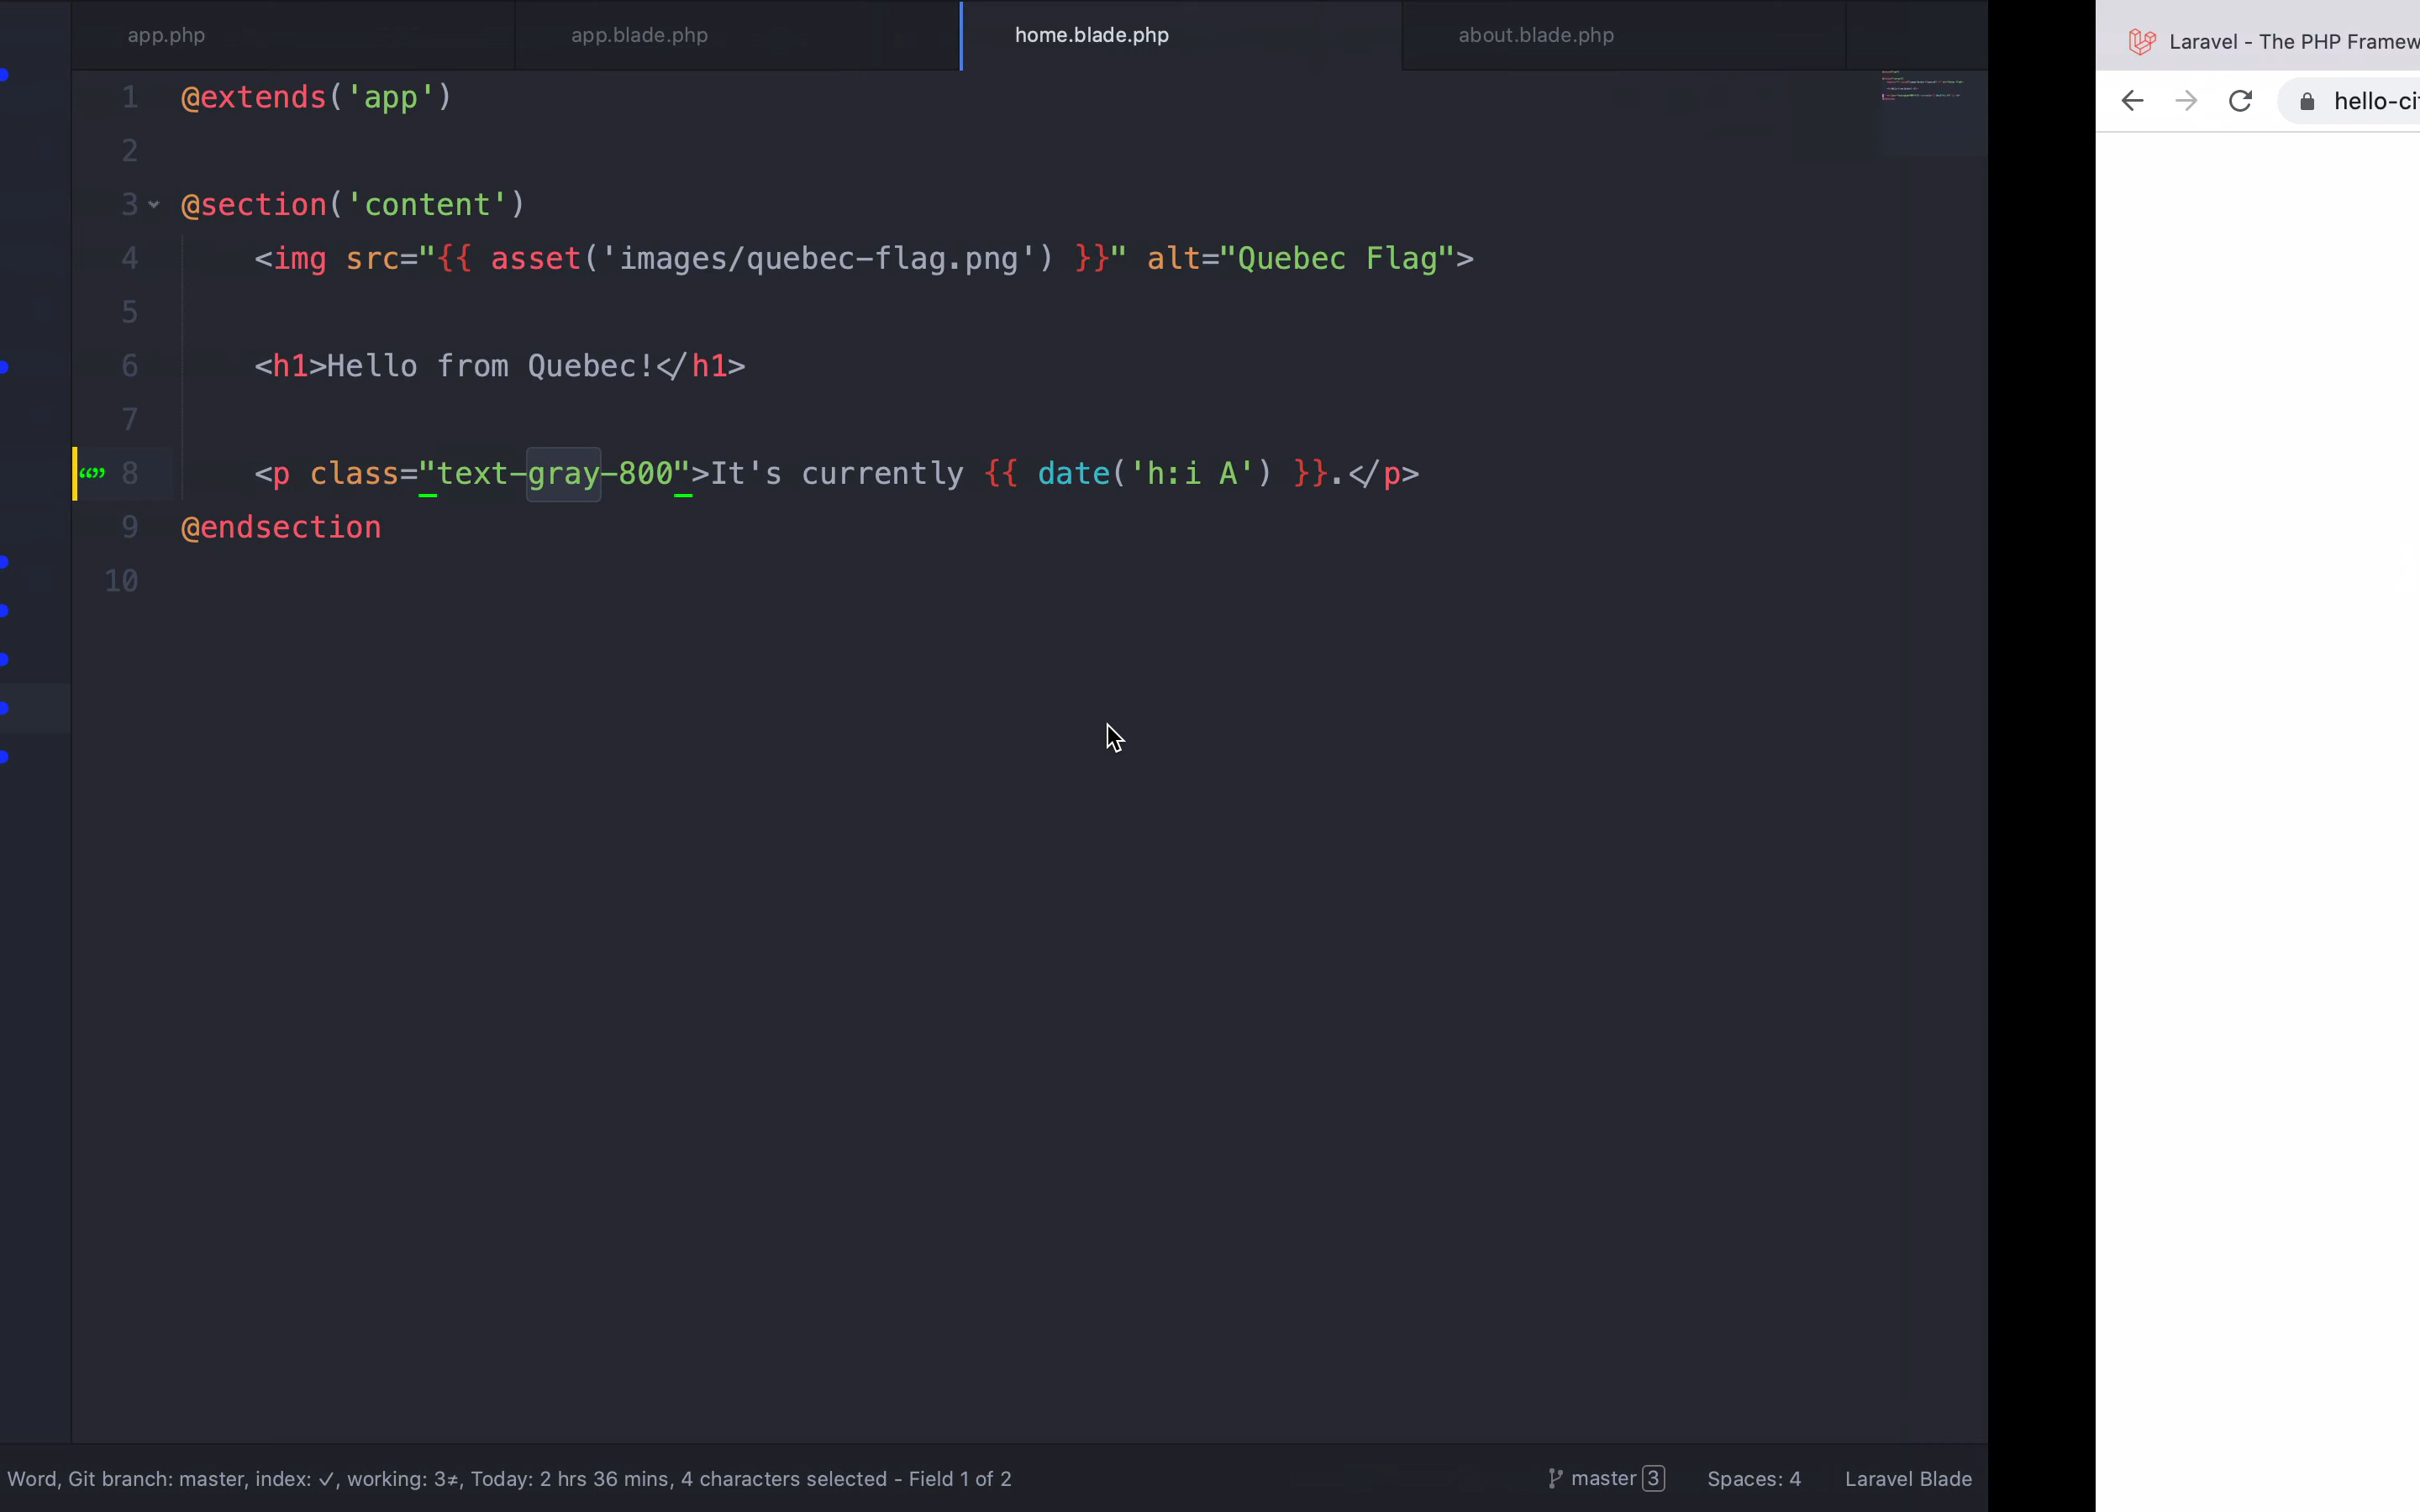 app.php
app.blade.php
home.blade.php
about.blade.php
1 @extends('app')
2
3 @section('content')
4 <img src="{{ asset('images/quebec-flag.png') }}" alt="Quebec Flag">
5
6 <h1>Hello from Quebec!</h1>
7
8 <p class="text-gray-800">It's currently {{ date('h:i A') }}.</p>
9 @endsection
10
Word, Git branch: master, index: ✓, working: 3≠, Today: 2 hrs 36 mins, 4 characters selected - Field 1 of 2
master 3
Spaces: 4
Laravel Blade
Laravel - The PHP Framew
hello-ci